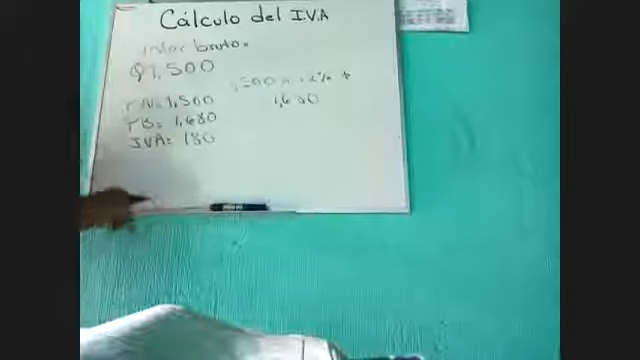 Cálculo del I.V.A
Valor bruto.
Q1,500
1,500 x 12% +
1,680
VN= 1,500
VB= 1,680
IVA= 180